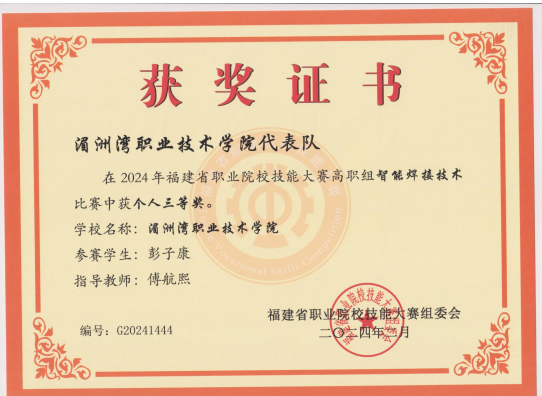 获奖证书
湄洲湾职业技术学院代表队
在2024年福建省职业院校技能大赛高职组智能焊接技术
比赛中获个人三等奖。
学校名称：湄洲湾职业技术学院
参赛学生：彭子康
指导教师：傅航熙
福建省职业院校技能大赛组委会
编号：G20241444